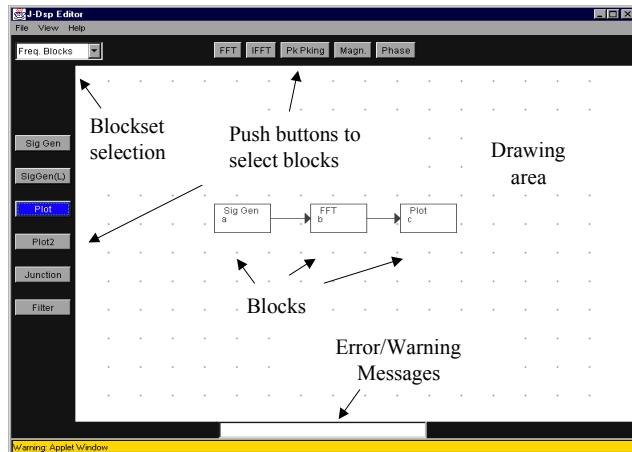 J-Dsp Editor
File View Help
Freq. Blocks
FFT IFFT Pk Pking Magn. Phase
Blockset
selection
Push buttons to
select blocks
Drawing
area
Sig Gen
SigGen(L)
Plot
Plot2
Junction
Filter
Sig Gen
a
FFT
b
Plot
c
Blocks
Error/Warning
Messages
Warning: Applet Window